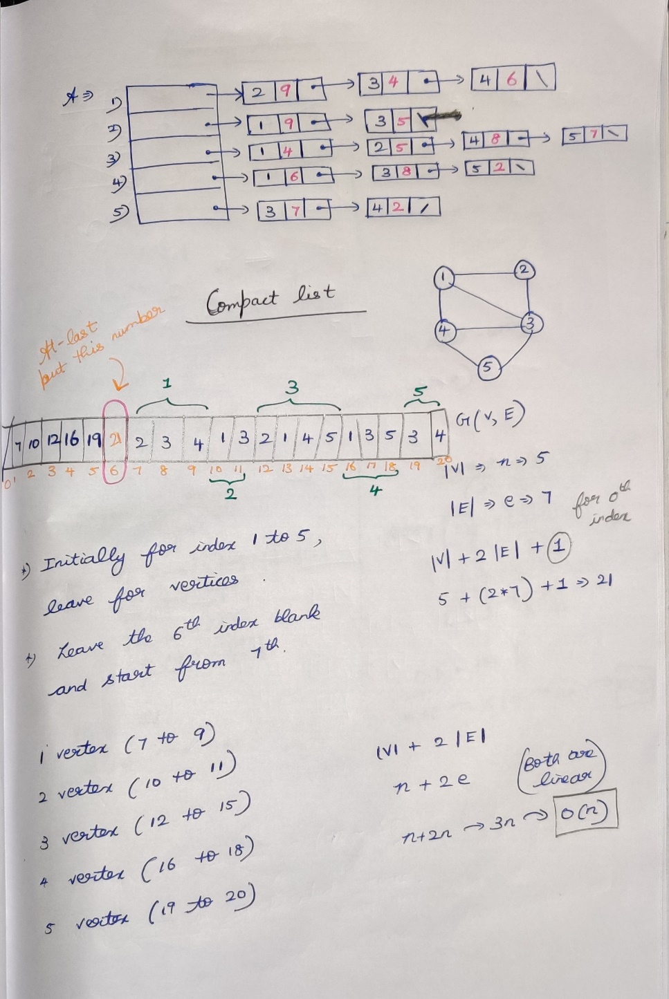 A ⇒
1) 2 9 3 4 4 6
2) 1 9 3 5
3) 1 4 2 5 4 8 5 7
4) 1 6 3 8 5 2
5) 3 7 4 2
Compact list
1 2
4 3
5
At-last
put this number
1 3 5
7 10 12 16 19 21 2 3 4 1 3 2 1 4 5 1 3 5 3 4
0 1 2 3 4 5 6 7 8 9 10 11 12 13 14 15 16 17 18 19 20
2 4
G(V, E)
|V| ⇒ n ⇒ 5
|E| ⇒ e ⇒ 7
for 0th
index
|V| + 2 |E| + 1
5 + (2*7) + 1 ⇒ 21
*) Initially for index 1 to 5,
leave for vertices.
*) Leave the 6th index blank
and start from 7th.
1 vertex (7 to 9)
2 vertex (10 to 11)
3 vertex (12 to 15)
4 vertex (16 to 18)
5 vertex (19 to 20)
|V| + 2 |E|
n + 2e
(Both are
linear)
n+2n → 3n → O(n)